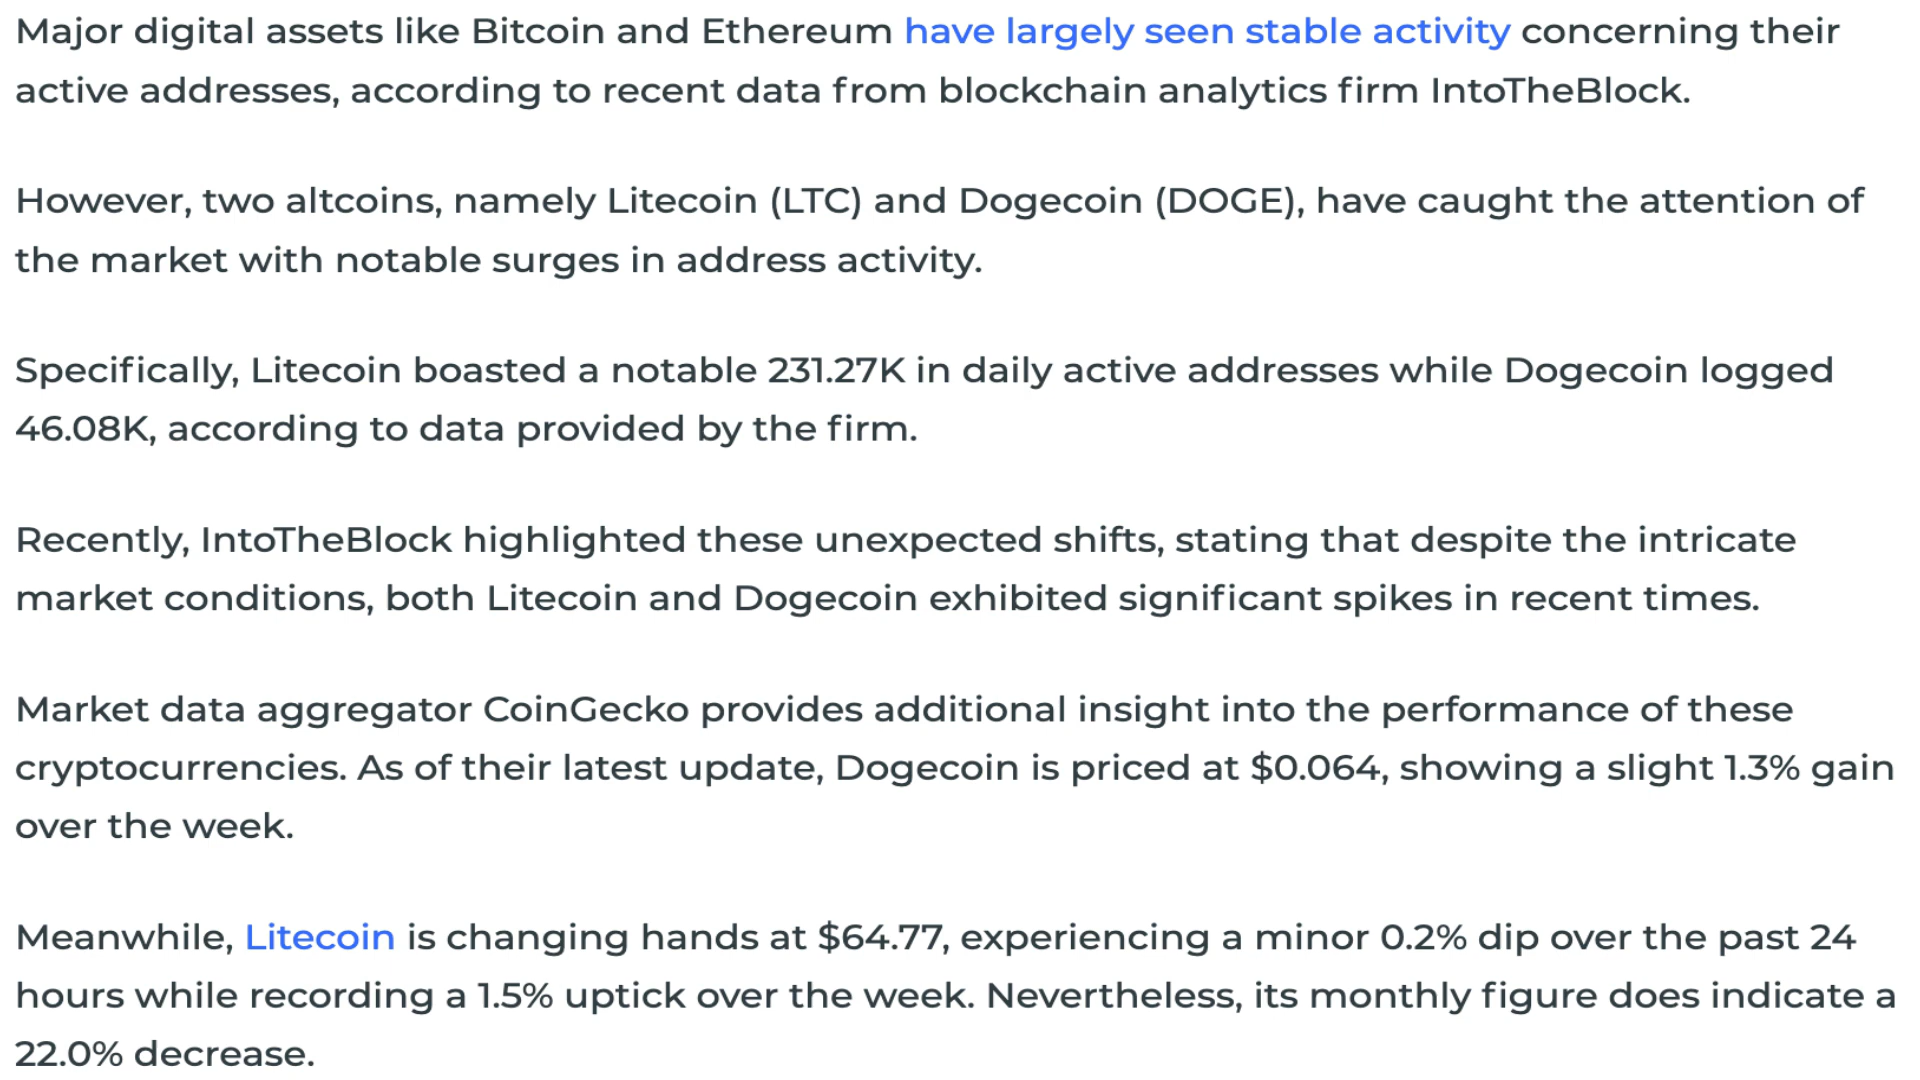 Major digital assets like Bitcoin and Ethereum have largely seen stable activity concerning their
active addresses, according to recent data from blockchain analytics firm IntoTheBlock.
However, two altcoins, namely Litecoin (LTC) and Dogecoin (DOGE), have caught the attention of
the market with notable surges in address activity.
Specifically, Litecoin boasted a notable 231.27K in daily active addresses while Dogecoin logged
46.08K, according to data provided by the firm.
Recently, IntoTheBlock highlighted these unexpected shifts, stating that despite the intricate
market conditions, both Litecoin and Dogecoin exhibited significant spikes in recent times.
Market data aggregator CoinGecko provides additional insight into the performance of these
cryptocurrencies. As of their latest update, Dogecoin is priced at $0.064, showing a slight 1.3% gain
over the week.
Meanwhile, Litecoin is changing hands at $64.77, experiencing a minor 0.2% dip over the past 24
hours while recording a 1.5% uptick over the week. Nevertheless, its monthly figure does indicate a
22.0% decrease.